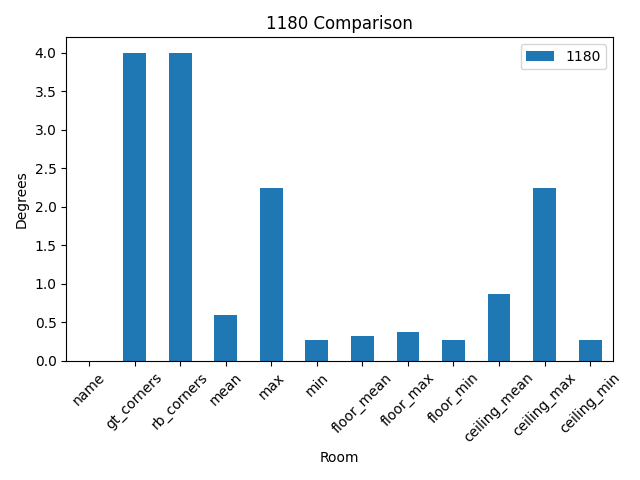 1180 Comparison
1180
Degrees
4.0
3.5
3.0
2.5
2.0
1.5
1.0
0.5
0.0
name
gt_corners
rb_corners
mean
max
min
floor_mean
floor_max
floor_min
ceiling_mean
ceiling_max
ceiling_min
Room